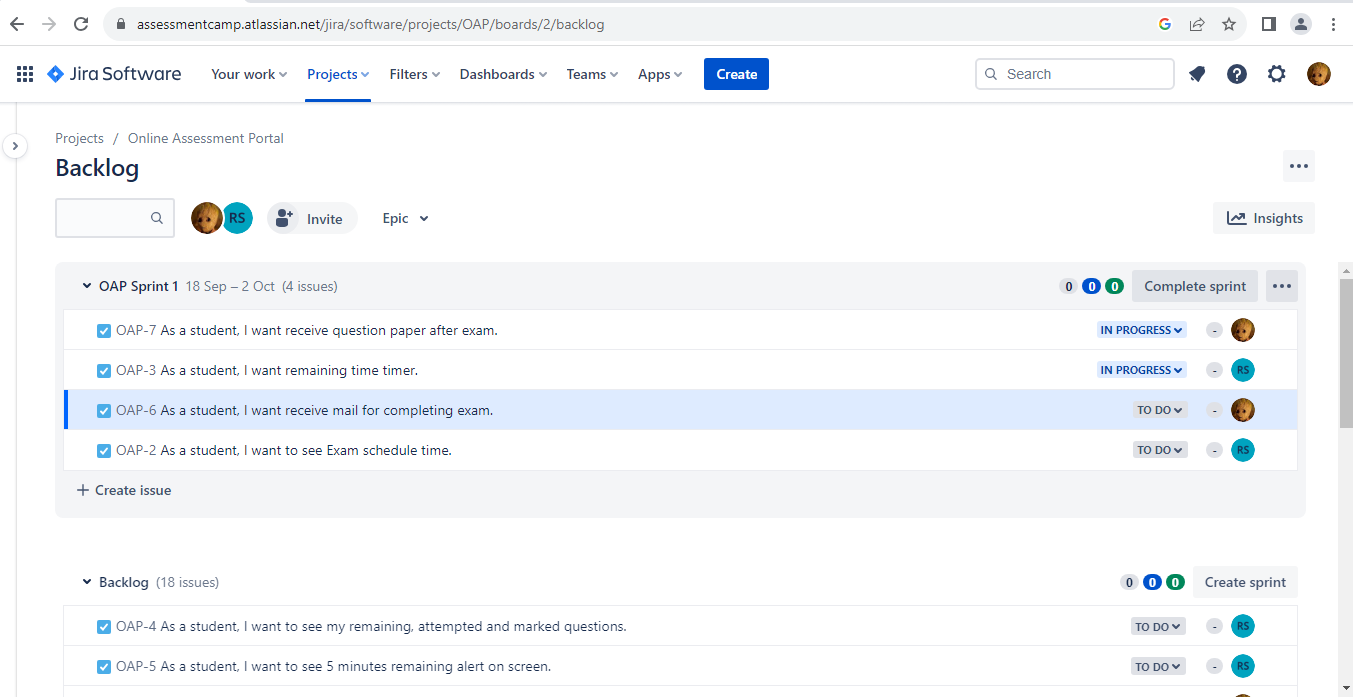 assessmentcamp.atlassian.net/jira/software/projects/OAP/boards/2/backlog
Jira Software Your work Projects Filters Dashboards Teams Apps Create Search
Projects / Online Assessment Portal
Backlog
RS Invite Epic Insights
OAP Sprint 1 18 Sep – 2 Oct (4 issues) 0 0 0 Complete sprint
OAP-7 As a student, I want receive question paper after exam. IN PROGRESS -
OAP-3 As a student, I want remaining time timer. IN PROGRESS - RS
OAP-6 As a student, I want receive mail for completing exam. TO DO -
OAP-2 As a student, I want to see Exam schedule time. TO DO - RS
+ Create issue
Backlog (18 issues) 0 0 0 Create sprint
OAP-4 As a student, I want to see my remaining, attempted and marked questions. TO DO - RS
OAP-5 As a student, I want to see 5 minutes remaining alert on screen. TO DO - RS